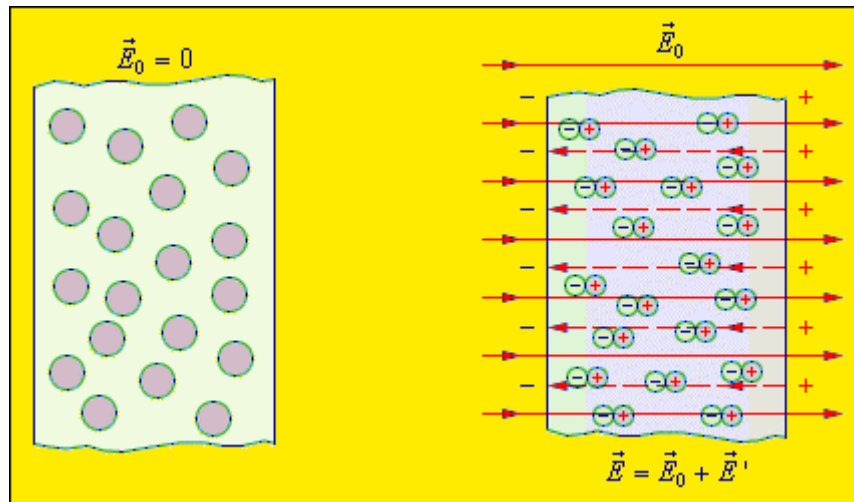 E⃗₀ = 0
E⃗₀
− +
− +
− +
− +
− +
− +
− + − +
− +
− +
− + − +
− + − +
− +
− +
− + − +
− + − +
− + − +
− + − +
− +
E⃗ = E⃗₀ + E⃗'